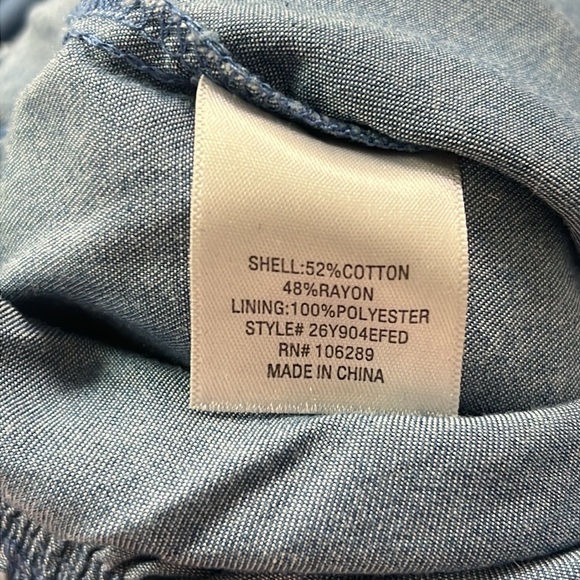 SHELL:52%COTTON
48%RAYON
LINING:100%POLYESTER
STYLE# 26Y904EFED
RN# 106289
MADE IN CHINA